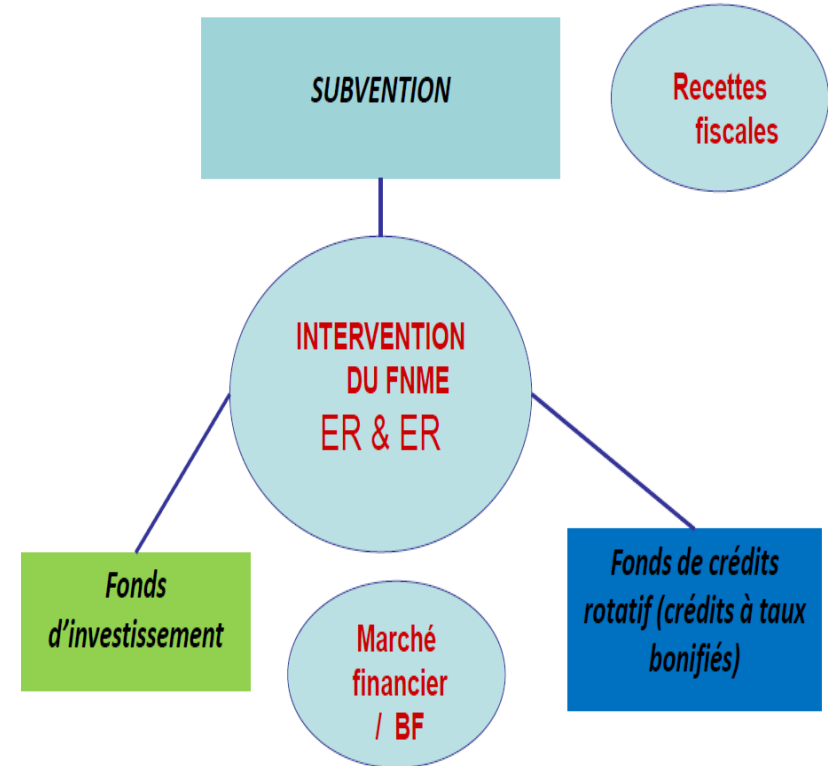 SUBVENTION
Recettes
fiscales
INTERVENTION
DU FNME
ER & ER
Fonds
d’investissement
Marché
financier
/ BF
Fonds de crédits
rotatif (crédits à taux
bonifiés)